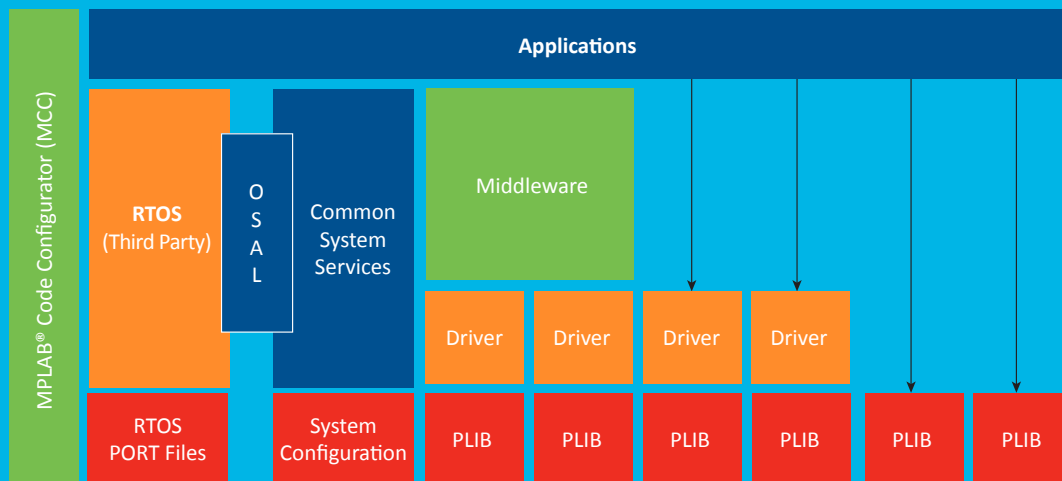 MPLAB® Code Configurator (MCC)
Applications
RTOS
(Third Party)
O
S
A
L
Common
System
Services
Middleware
Driver
Driver
Driver
Driver
RTOS
PORT Files
System
Configuration
PLIB
PLIB
PLIB
PLIB
PLIB
PLIB